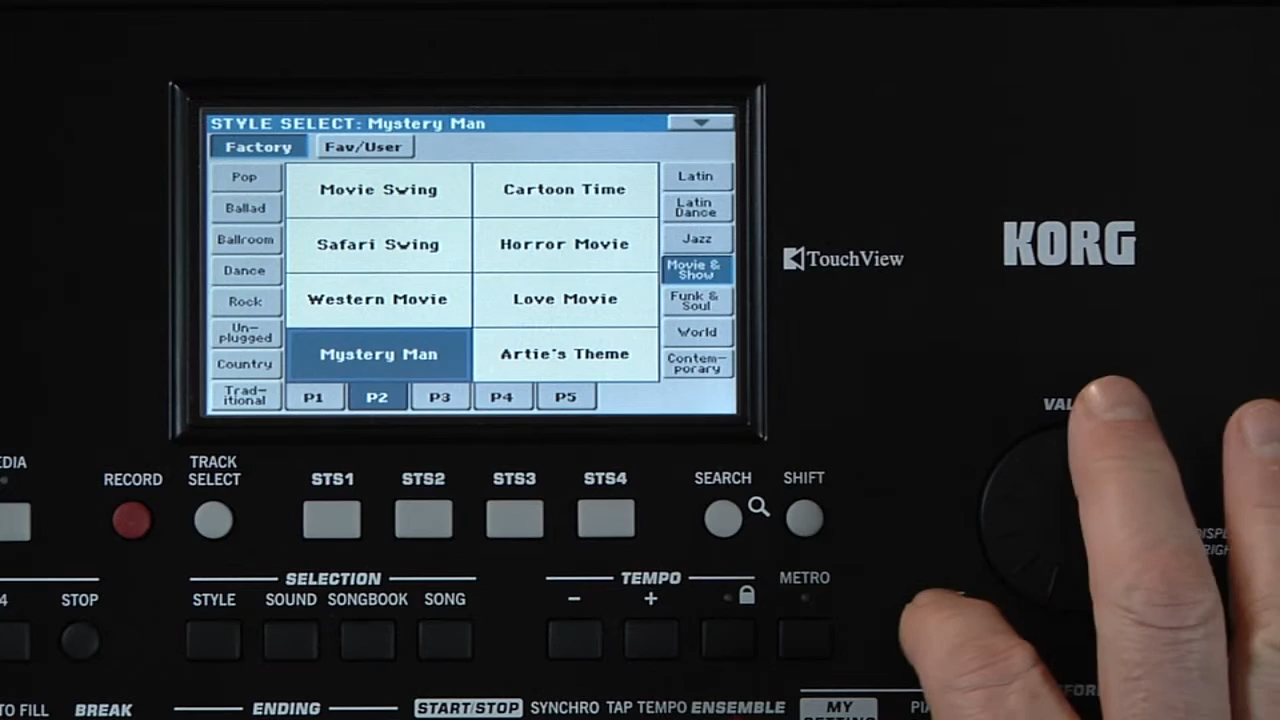 STYLE SELECT: Mystery Man
Factory Fav/User
Pop
Ballad
Ballroom
Dance
Rock
Un-
plugged
Country
Trad-
itional
Movie Swing Cartoon Time
Safari Swing Horror Movie
Western Movie Love Movie
Mystery Man Artie's Theme
P1 P2 P3 P4 P5
Latin
Latin
Dance
Jazz
Movie &
Show
Funk &
Soul
World
Contem-
porary
TouchView
KORG
RECORD
TRACK
SELECT
STS1 STS2 STS3 STS4
SEARCH SHIFT
SELECTION
STOP STYLE SOUND SONGBOOK SONG
TEMPO
- +
METRO
TO FILL BREAK ENDING START/STOP SYNCHRO TAP TEMPO ENSEMBLE MY